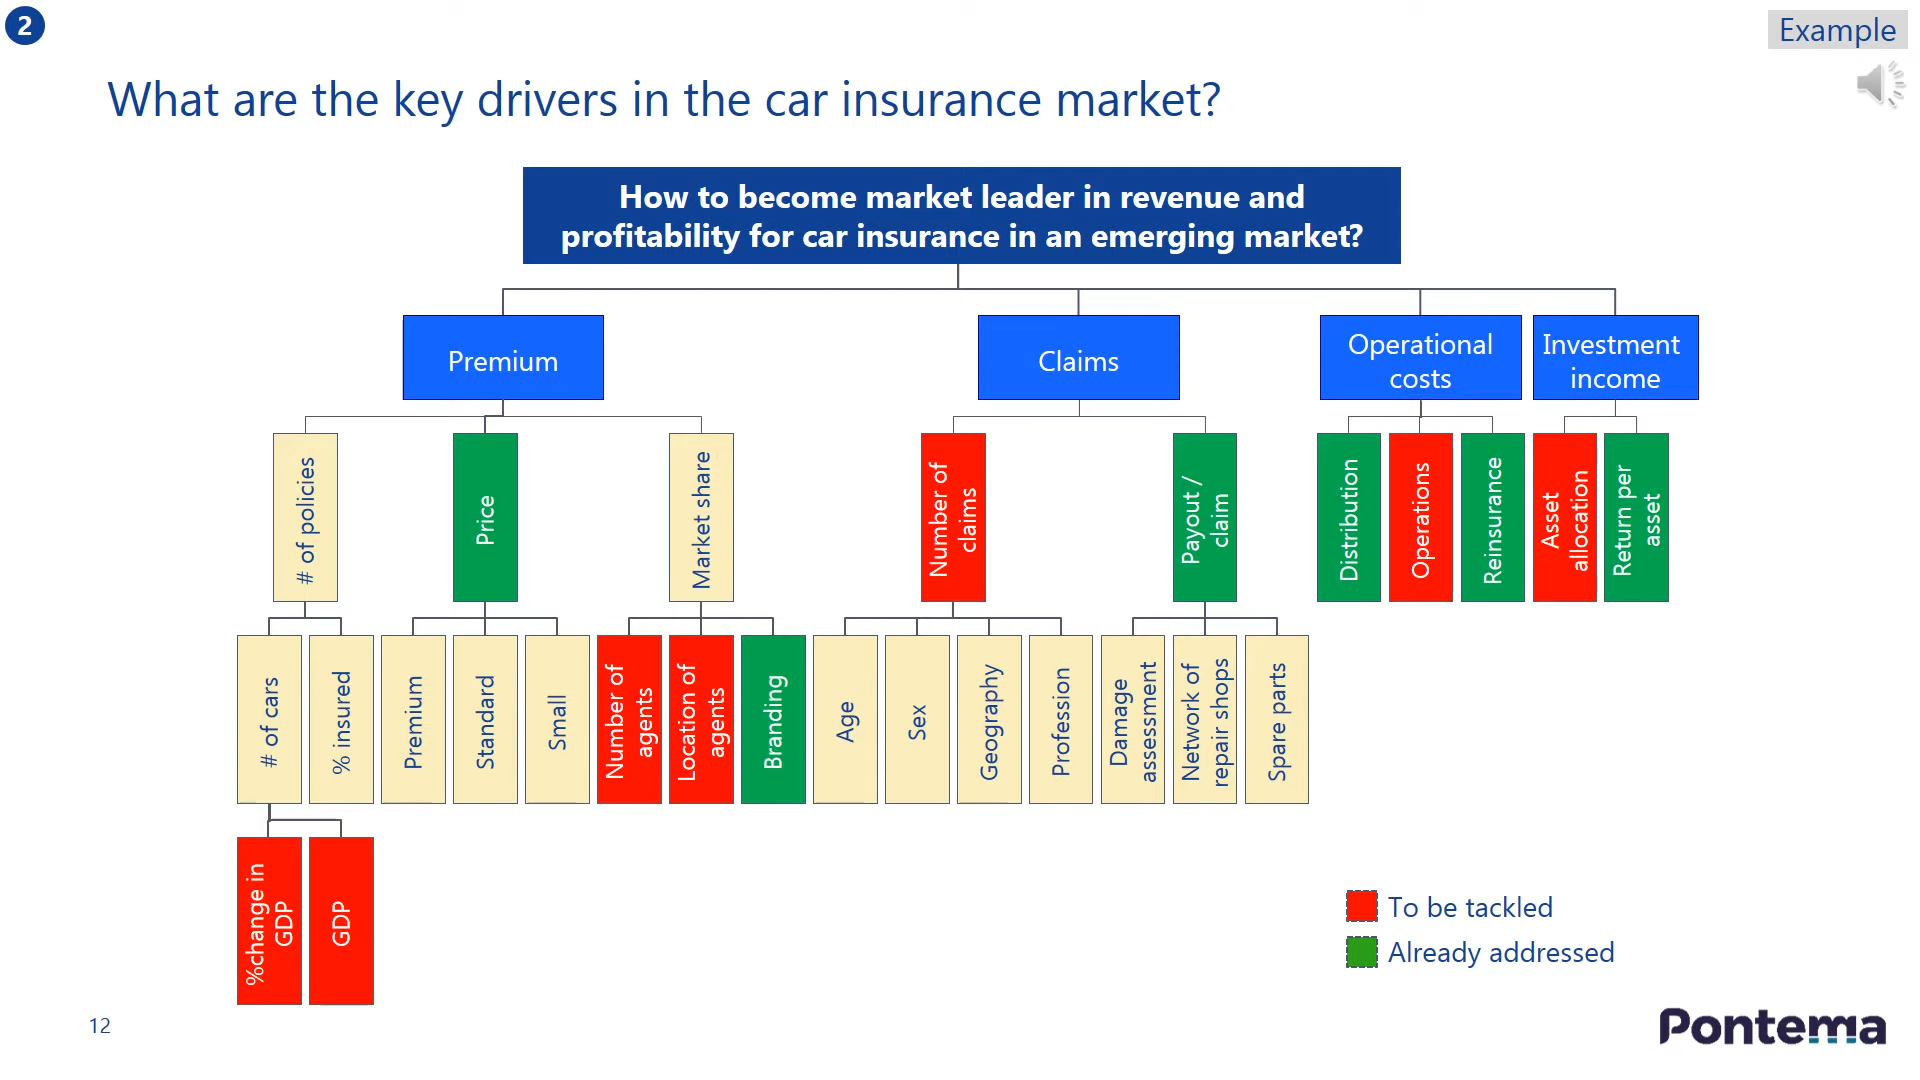 2
Example
What are the key drivers in the car insurance market?
How to become market leader in revenue and
profitability for car insurance in an emerging market?
Premium
Claims
Operational
costs
Investment
income
# of policies
Price
Market share
Number of
claims
Payout /
claim
Distribution
Operations
Reinsurance
Asset
allocation
Return per
asset
# of cars
% insured
Premium
Standard
Small
Number of
agents
Location of
agents
Branding
Age
Sex
Geography
Profession
Damage
assessment
Network of
repair shops
Spare parts
%change in
GDP
GDP
To be tackled
Already addressed
12
Pontema